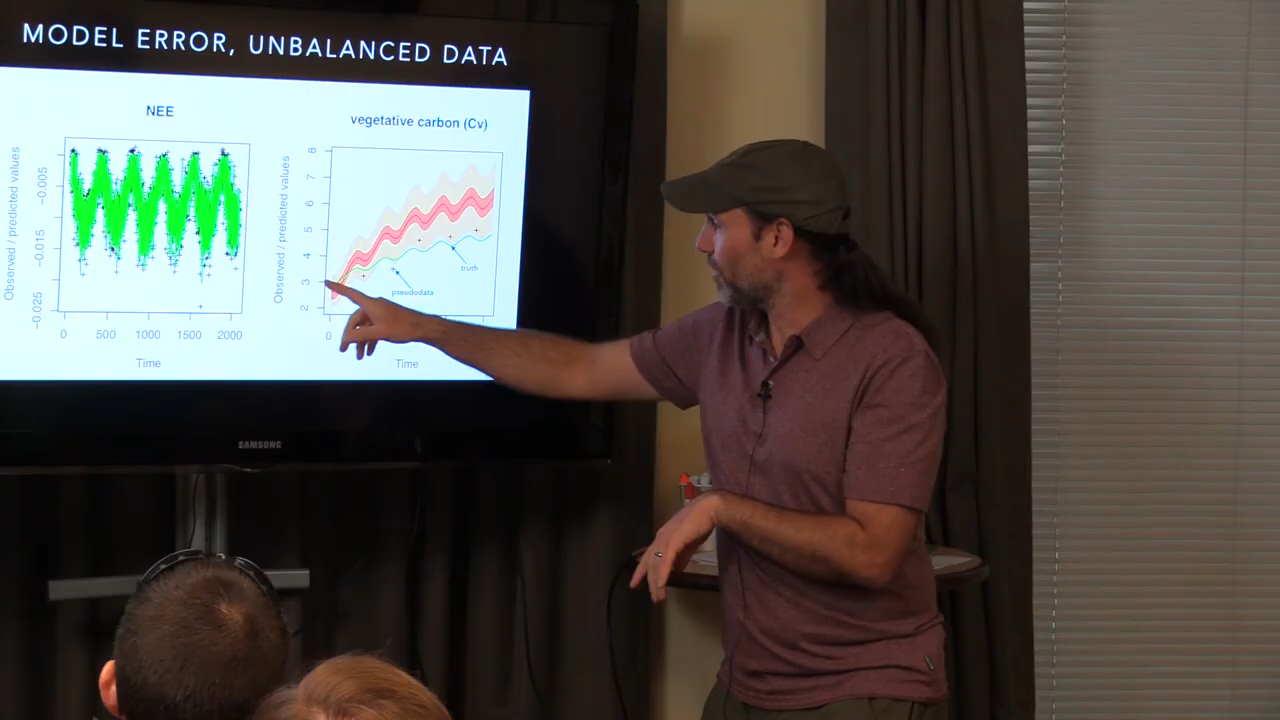 MODEL ERROR, UNBALANCED DATA
NEE
vegetative carbon (Cv)
Observed / predicted values
-0.005
-0.015
-0.025
0 500 1000 1500 2000
Time
Observed / predicted values
8
7
6
5
4
3
2
truth
pseudodata
0
Time
SAMSUNG